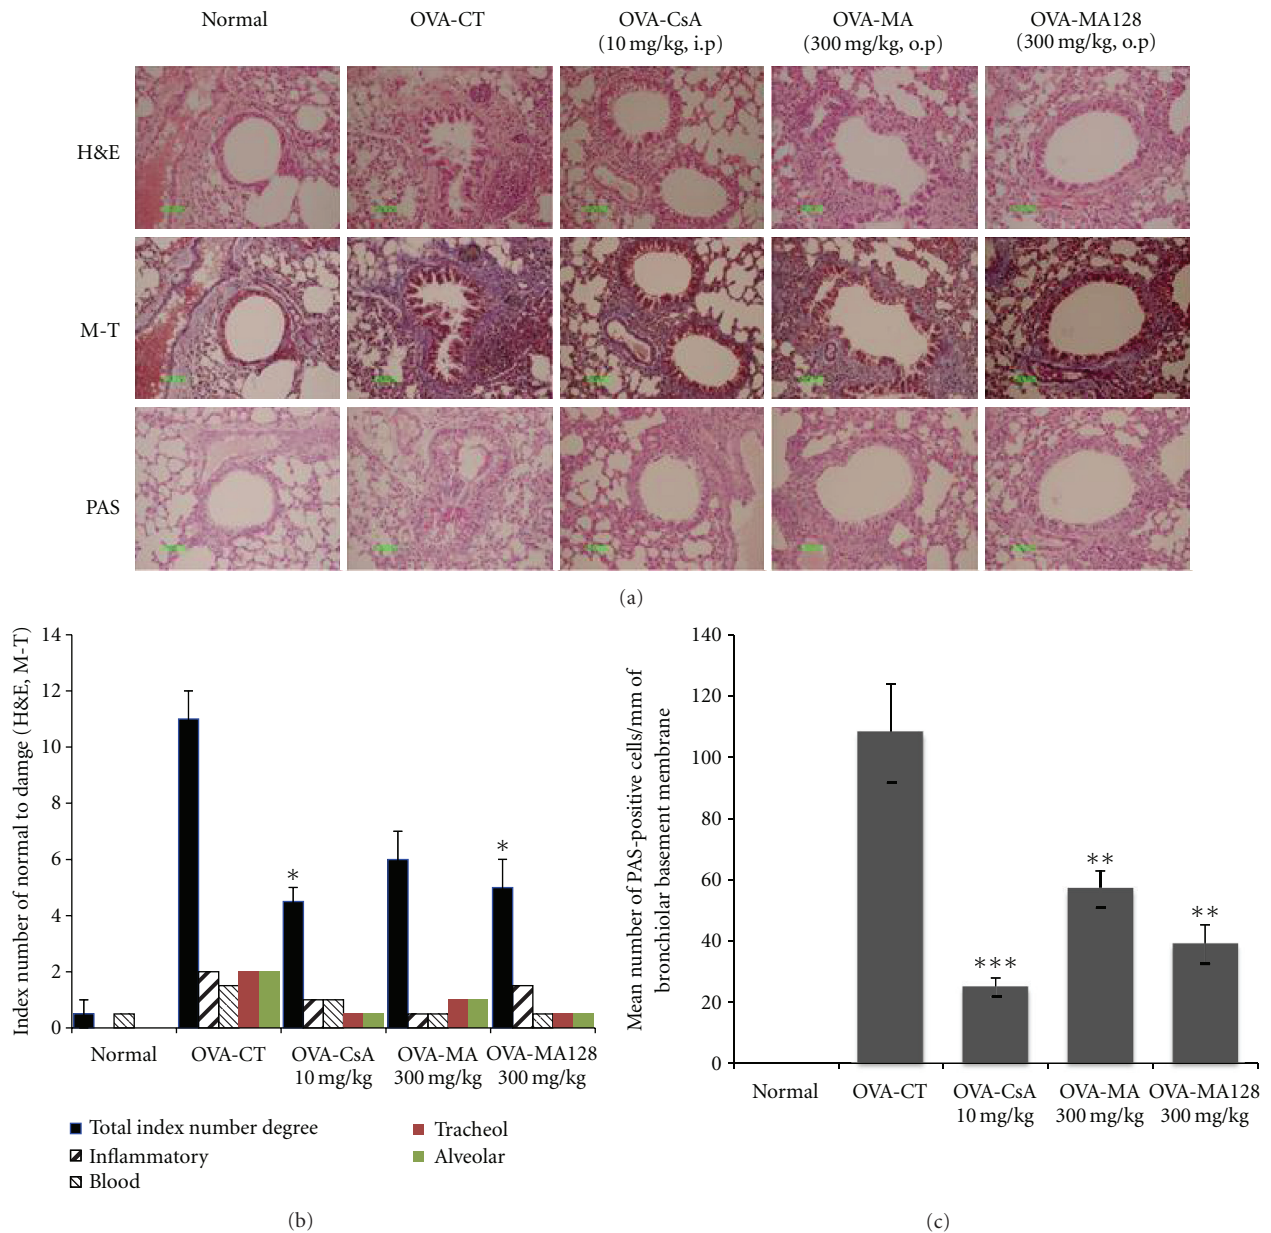 Normal OVA-CT OVA-CsA OVA-MA OVA-MA128
(10 mg/kg, i.p) (300 mg/kg, o.p) (300 mg/kg, o.p)
H&E
M-T
PAS
(a)
Index number of normal to damge (H&E, M-T)
14
12
10
8
6
4
2
0
*
*
Normal OVA-CT OVA-CsA OVA-MA OVA-MA128
10 mg/kg 300 mg/kg 300 mg/kg
Total index number degree
Inflammatory
Blood
Tracheol
Alveolar
(b)
Mean number of PAS-positive cells/mm of
bronchiolar basement membrane
140
120
100
80
60
40
20
0
***
**
**
Normal OVA-CT OVA-CsA OVA-MA OVA-MA128
10 mg/kg 300 mg/kg 300 mg/kg
(c)